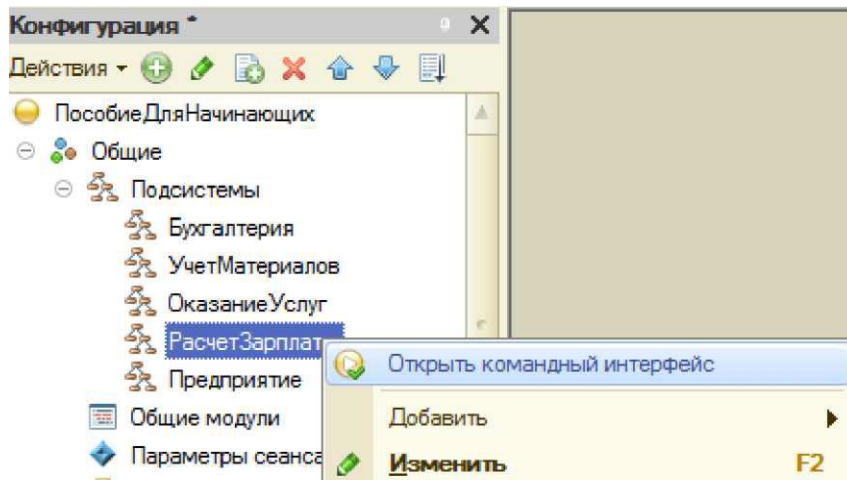 Конфигурация *
Действия
ПособиеДляНачинающих
Общие
Подсистемы
Бухгалтерия
УчетМатериалов
ОказаниеУслуг
РасчетЗарплат
Открыть командный интерфейс
Предприятие
Общие модули
Добавить
Параметры сеанса
Изменить F2